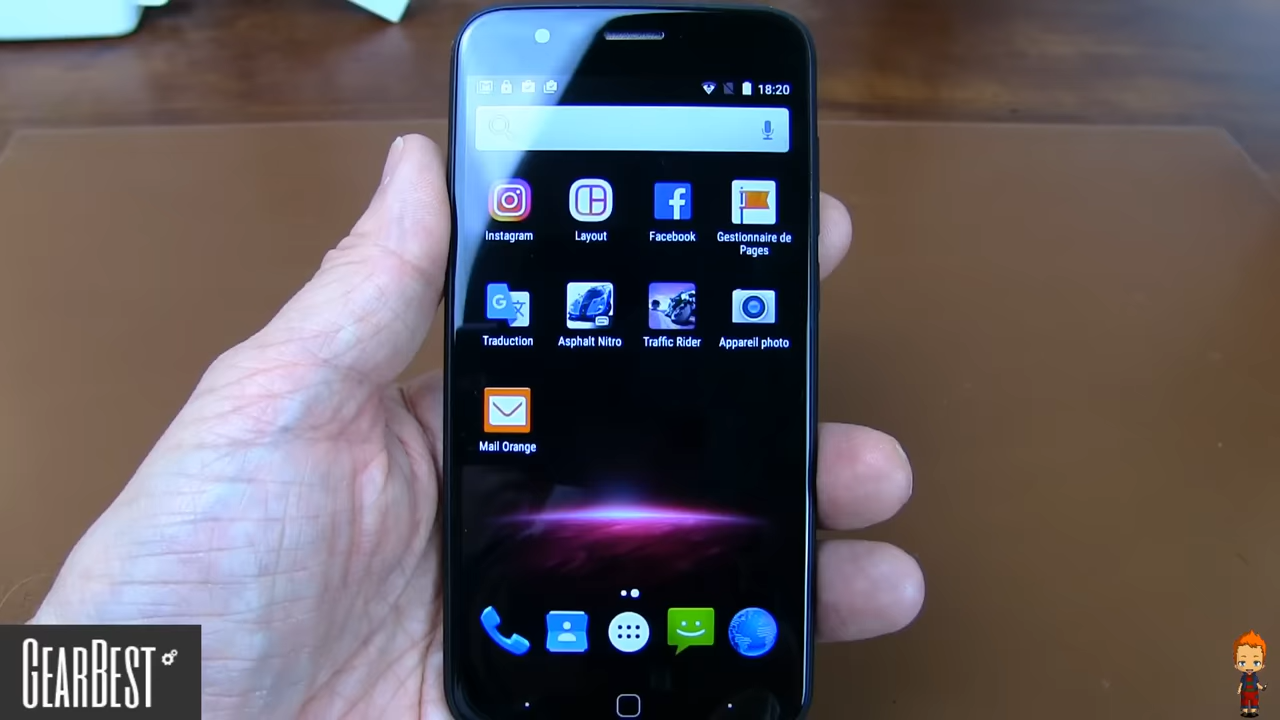 18:20
Instagram
Layout
Facebook
Gestionnaire de
Pages
Traduction
Asphalt Nitro
Traffic Rider
Appareil photo
Mail Orange
GEARBEST